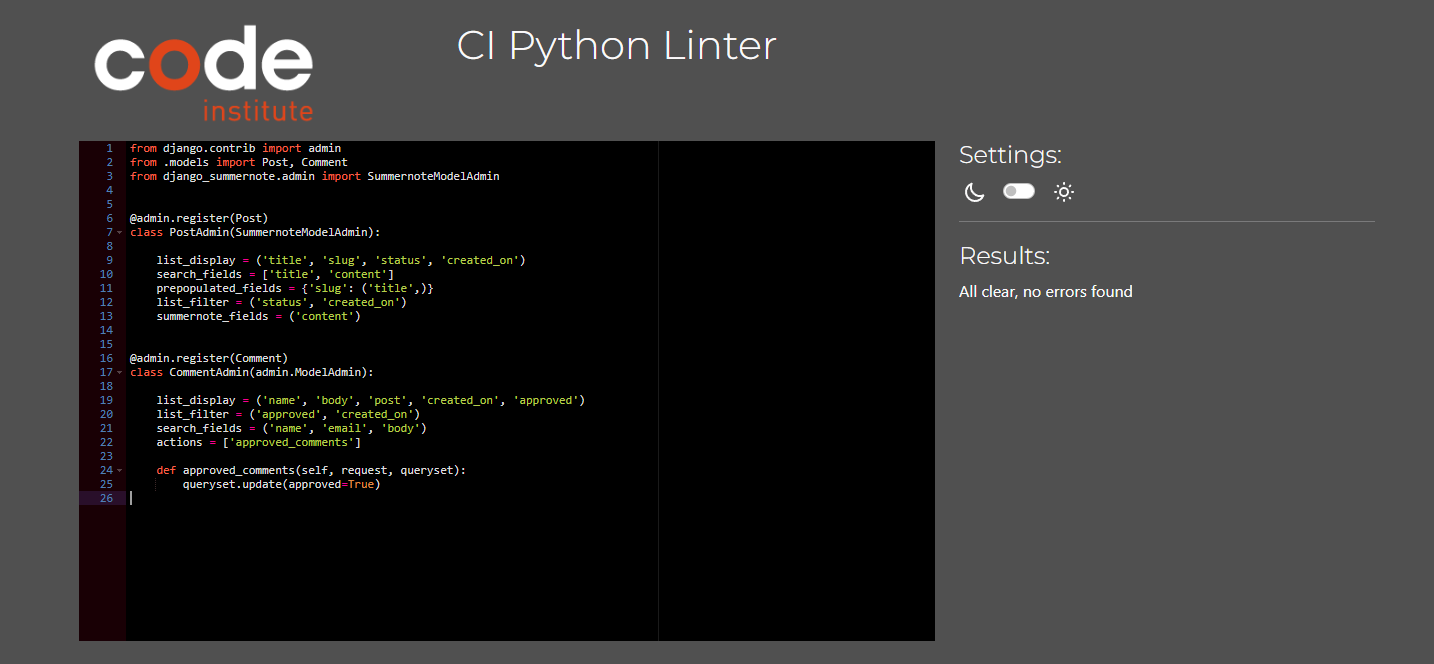 code
institute
CI Python Linter
1 from django.contrib import admin
2 from .models import Post, Comment
3 from django_summernote.admin import SummernoteModelAdmin
4
5
6 @admin.register(Post)
7 class PostAdmin(SummernoteModelAdmin):
8
9     list_display = ('title', 'slug', 'status', 'created_on')
10     search_fields = ['title', 'content']
11     prepopulated_fields = {'slug': ('title',)}
12     list_filter = ('status', 'created_on')
13     summernote_fields = ('content')
14
15
16 @admin.register(Comment)
17 class CommentAdmin(admin.ModelAdmin):
18
19     list_display = ('name', 'body', 'post', 'created_on', 'approved')
20     list_filter = ('approved', 'created_on')
21     search_fields = ('name', 'email', 'body')
22     actions = ['approved_comments']
23
24     def approved_comments(self, request, queryset):
25         queryset.update(approved=True)
26
Settings:
Results:
All clear, no errors found